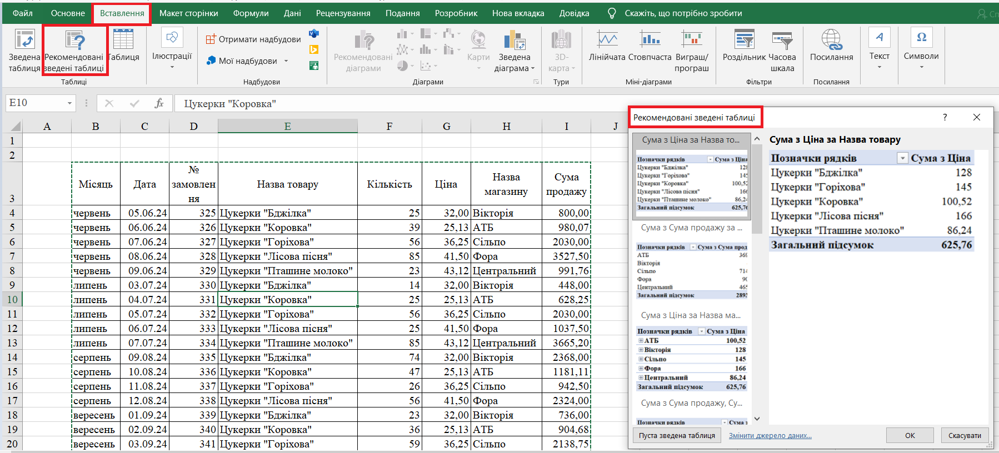 Файл Основне Вставлення Макет сторінки Формули Дані Рецензування Подання Розробник Нова вкладка Довідка Скажіть, що потрібно зробити
Зведена таблиця
Рекомендовані зведені таблиці
Таблиця
Таблиці
Ілюстрації
Отримати надбудови
Мої надбудови
Надбудови
Рекомендовані діаграми
Карти
Зведена діаграма
Діаграми
3D-карта
Тури
Лінійчата Стовпчаста Виграш/програш
Міні-діаграми
Роздільник Часова шкала
Фільтри
Посилання
Посилання
Текст
Ω
Символи
E10 fx Цукерки "Коровка"
A B C D E F G H I J
1
2
3 Місяць Дата № замовлення Назва товару Кількість Ціна Назва магазину Сума продажу
4 червень 05.06.24 325 Цукерки "Бджілка" 25 32,00 Вікторія 800,00
5 червень 06.06.24 326 Цукерки "Коровка" 39 25,13 АТБ 980,07
6 червень 07.06.24 327 Цукерки "Горіхова" 56 36,25 Сільпо 2030,00
7 червень 08.06.24 328 Цукерки "Лісова пісня" 85 41,50 Фора 3527,50
8 червень 09.06.24 329 Цукерки "Пташине молоко" 23 43,12 Центральний 991,76
9 липень 03.07.24 330 Цукерки "Бджілка" 14 32,00 Вікторія 448,00
10 липень 04.07.24 331 Цукерки "Коровка" 25 25,13 АТБ 628,25
11 липень 05.07.24 332 Цукерки "Горіхова" 56 36,25 Сільпо 2030,00
12 липень 06.07.24 333 Цукерки "Лісова пісня" 25 41,50 Фора 1037,50
13 липень 07.07.24 334 Цукерки "Пташине молоко" 85 43,12 Центральний 3665,20
14 серпень 09.08.24 335 Цукерки "Бджілка" 74 32,00 Вікторія 2368,00
15 серпень 10.08.24 336 Цукерки "Коровка" 47 25,13 АТБ 1181,11
16 серпень 11.08.24 337 Цукерки "Горіхова" 26 36,25 Сільпо 942,50
17 серпень 12.08.24 338 Цукерки "Лісова пісня" 56 41,50 Фора 2324,00
18 вересень 01.09.24 339 Цукерки "Бджілка" 23 32,00 Вікторія 736,00
19 вересень 02.09.24 340 Цукерки "Коровка" 36 25,13 АТБ 904,68
20 вересень 03.09.24 341 Цукерки "Горіхова" 59 36,25 Сільпо 2138,75
Рекомендовані зведені таблиці ?
Сума з Ціна за Назва то...
Позначки рядків Сума з Ціна
Цукерки "Бджілка" 128
Цукерки "Горіхова" 145
Цукерки "Коровка" 100,52
Цукерки "Лісова пісня" 166
Цукерки "Пташине молоко" 86,24
Загальний підсумок 625,76
Сума з Сума продажу за ...
Позначки рядків Сума з Сума прод
АТБ 369
Вікторія
Сільпо 714
Фора 90
Центральний 465
Загальний підсумок 2893
Сума з Ціна за Назва ма...
Позначки рядків Сума з Ціна
АТБ 100,52
Вікторія 128
Сільпо 145
Фора 166
Центральний 86,24
Загальний підсумок 625,76
Сума з Сума продажу, Су...
Позначки рядків Сума з
Сума з Ціна за Назва товару
Позначки рядків Сума з Ціна
Цукерки "Бджілка" 128
Цукерки "Горіхова" 145
Цукерки "Коровка" 100,52
Цукерки "Лісова пісня" 166
Цукерки "Пташине молоко" 86,24
Загальний підсумок 625,76
Пуста зведена таблиця Змінити джерело даних... ОК Скасувати